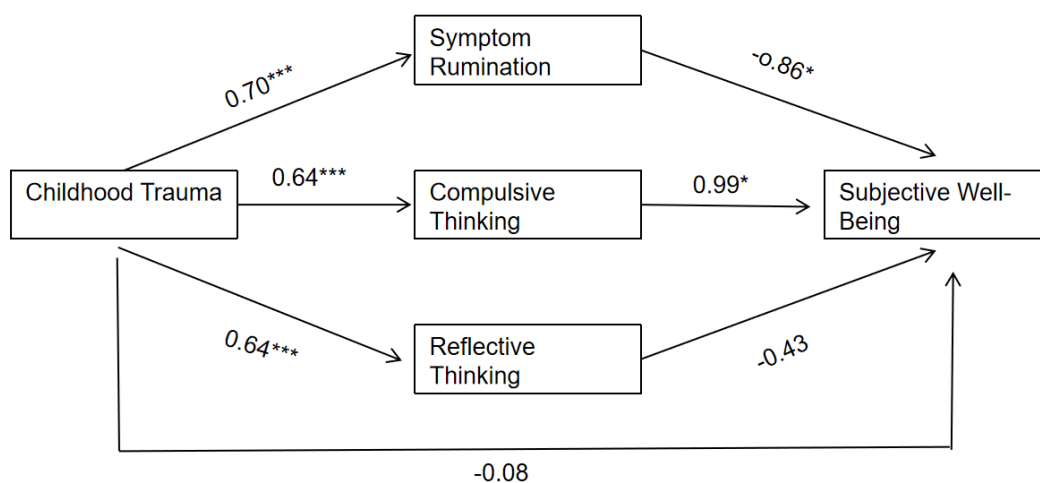 Symptom
Rumination
0.70***
-o.86*
Childhood Trauma
0.64***
Compulsive
Thinking
0.99*
Subjective Well-
Being
0.64***
Reflective
Thinking
-0.43
-0.08